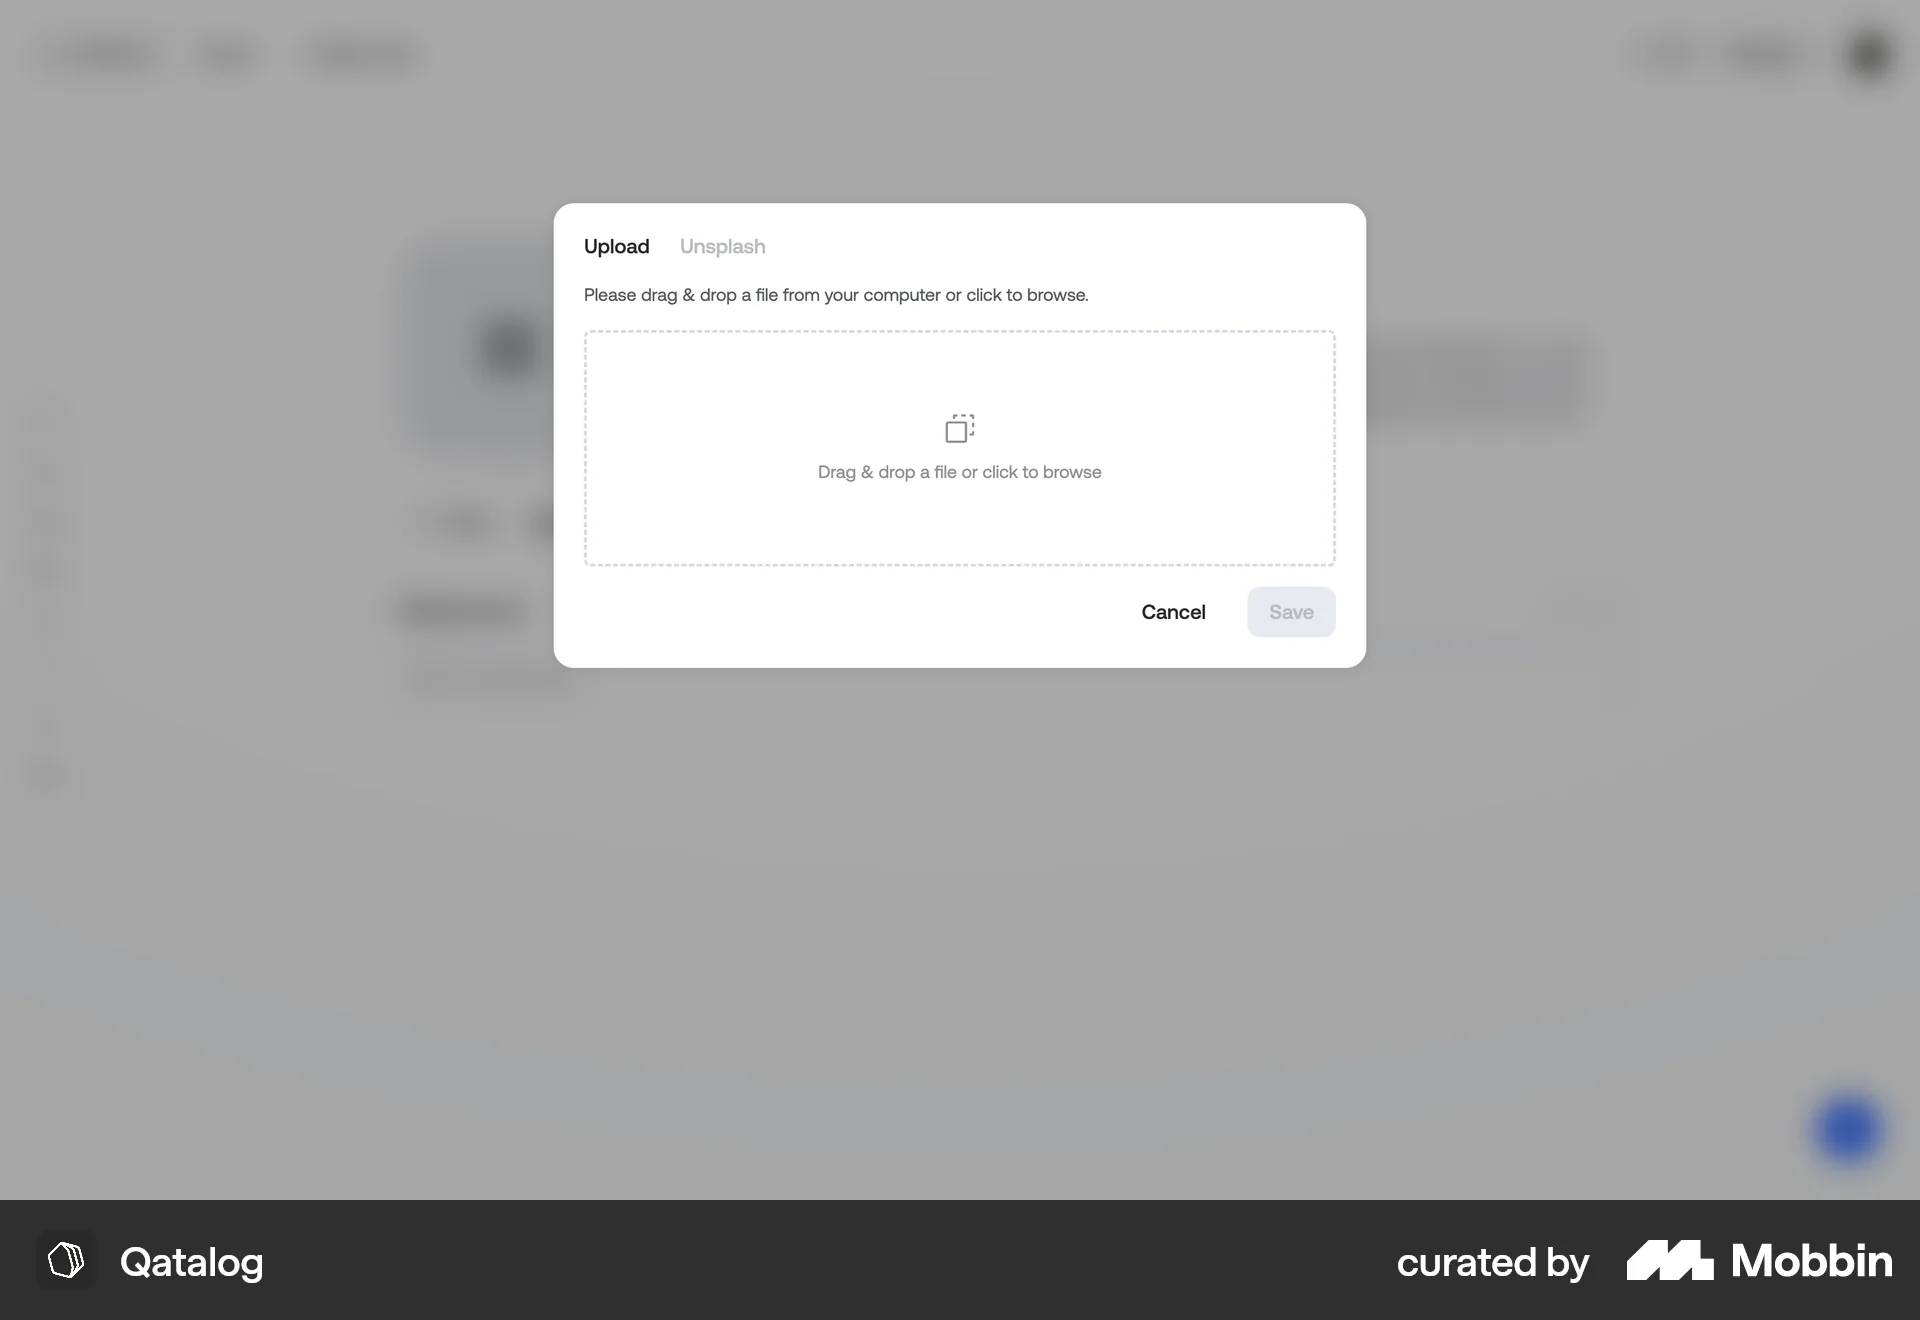 Upload Unsplash
Please drag & drop a file from your computer or click to browse.
Drag & drop a file or click to browse
Cancel Save
Qatalog
curated by Mobbin